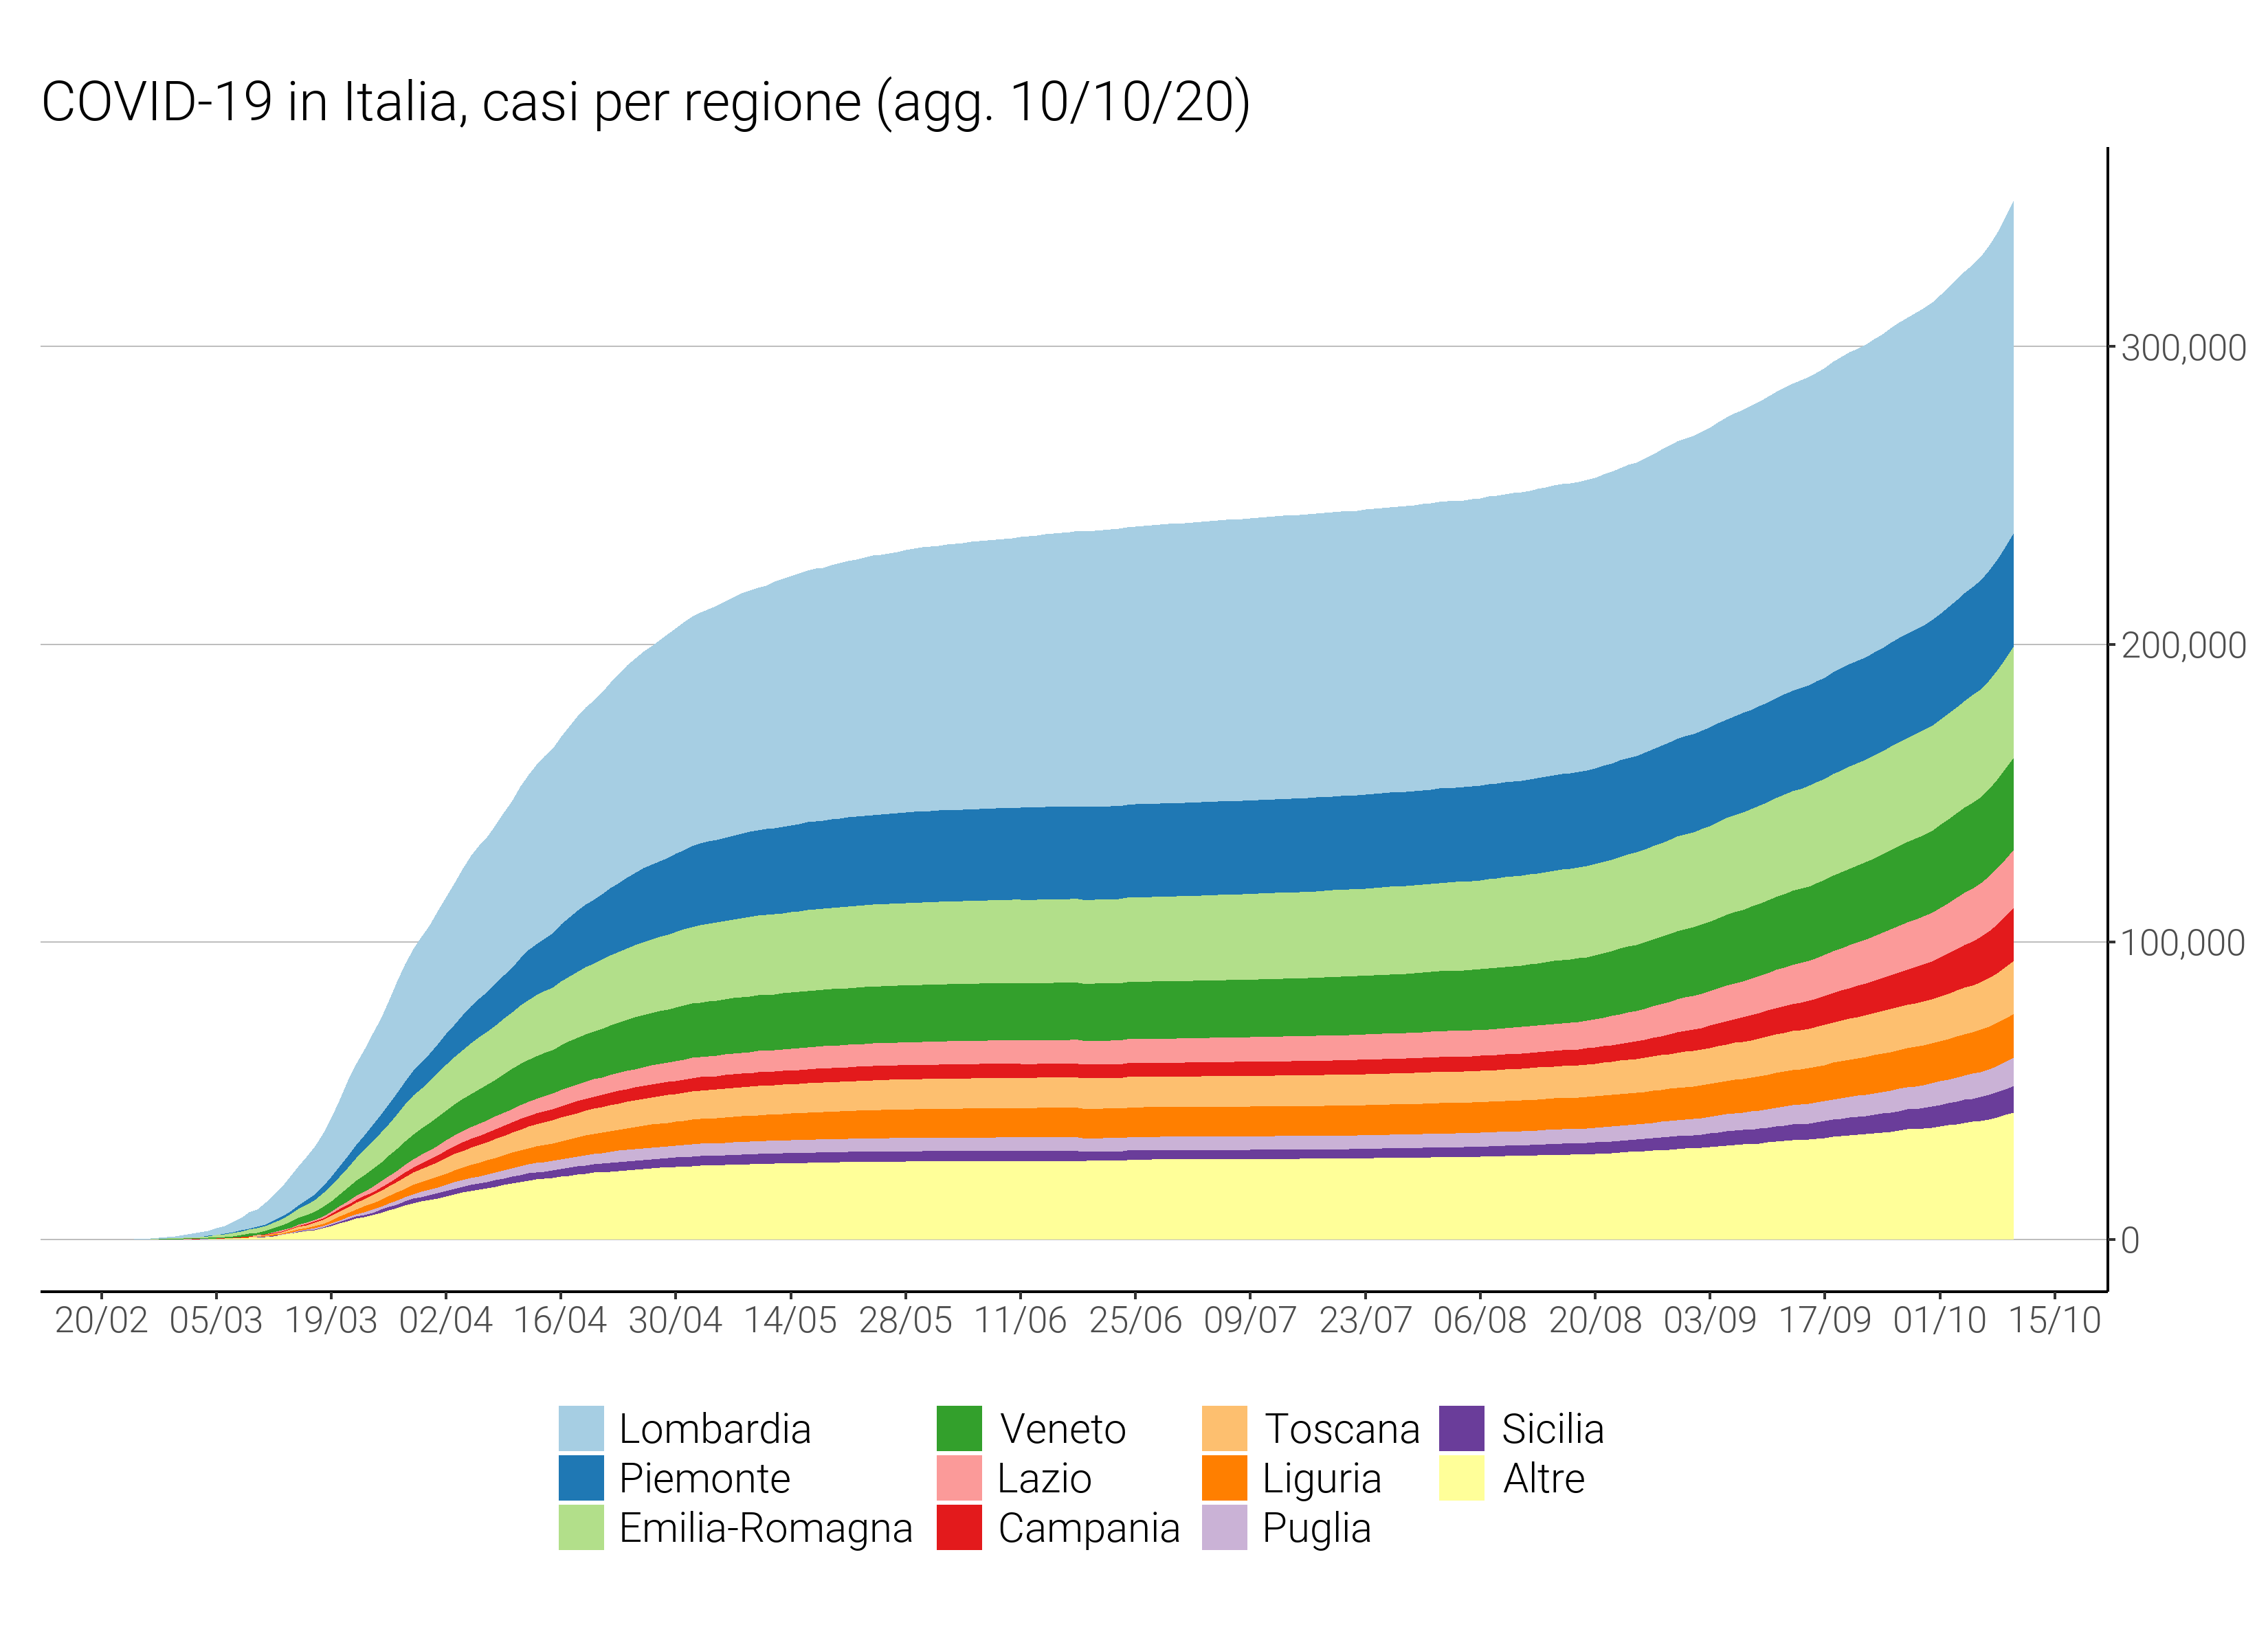 COVID-19 in Italia, casi per regione (agg. 10/10/20)
300,000
200,000
100,000
0
20/02 05/03 19/03 02/04 16/04 30/04 14/05 28/05 11/06 25/06 09/07 23/07 06/08 20/08 03/09 17/09 01/10 15/10
Lombardia Veneto Toscana Sicilia
Piemonte Lazio Liguria Altre
Emilia-Romagna Campania Puglia